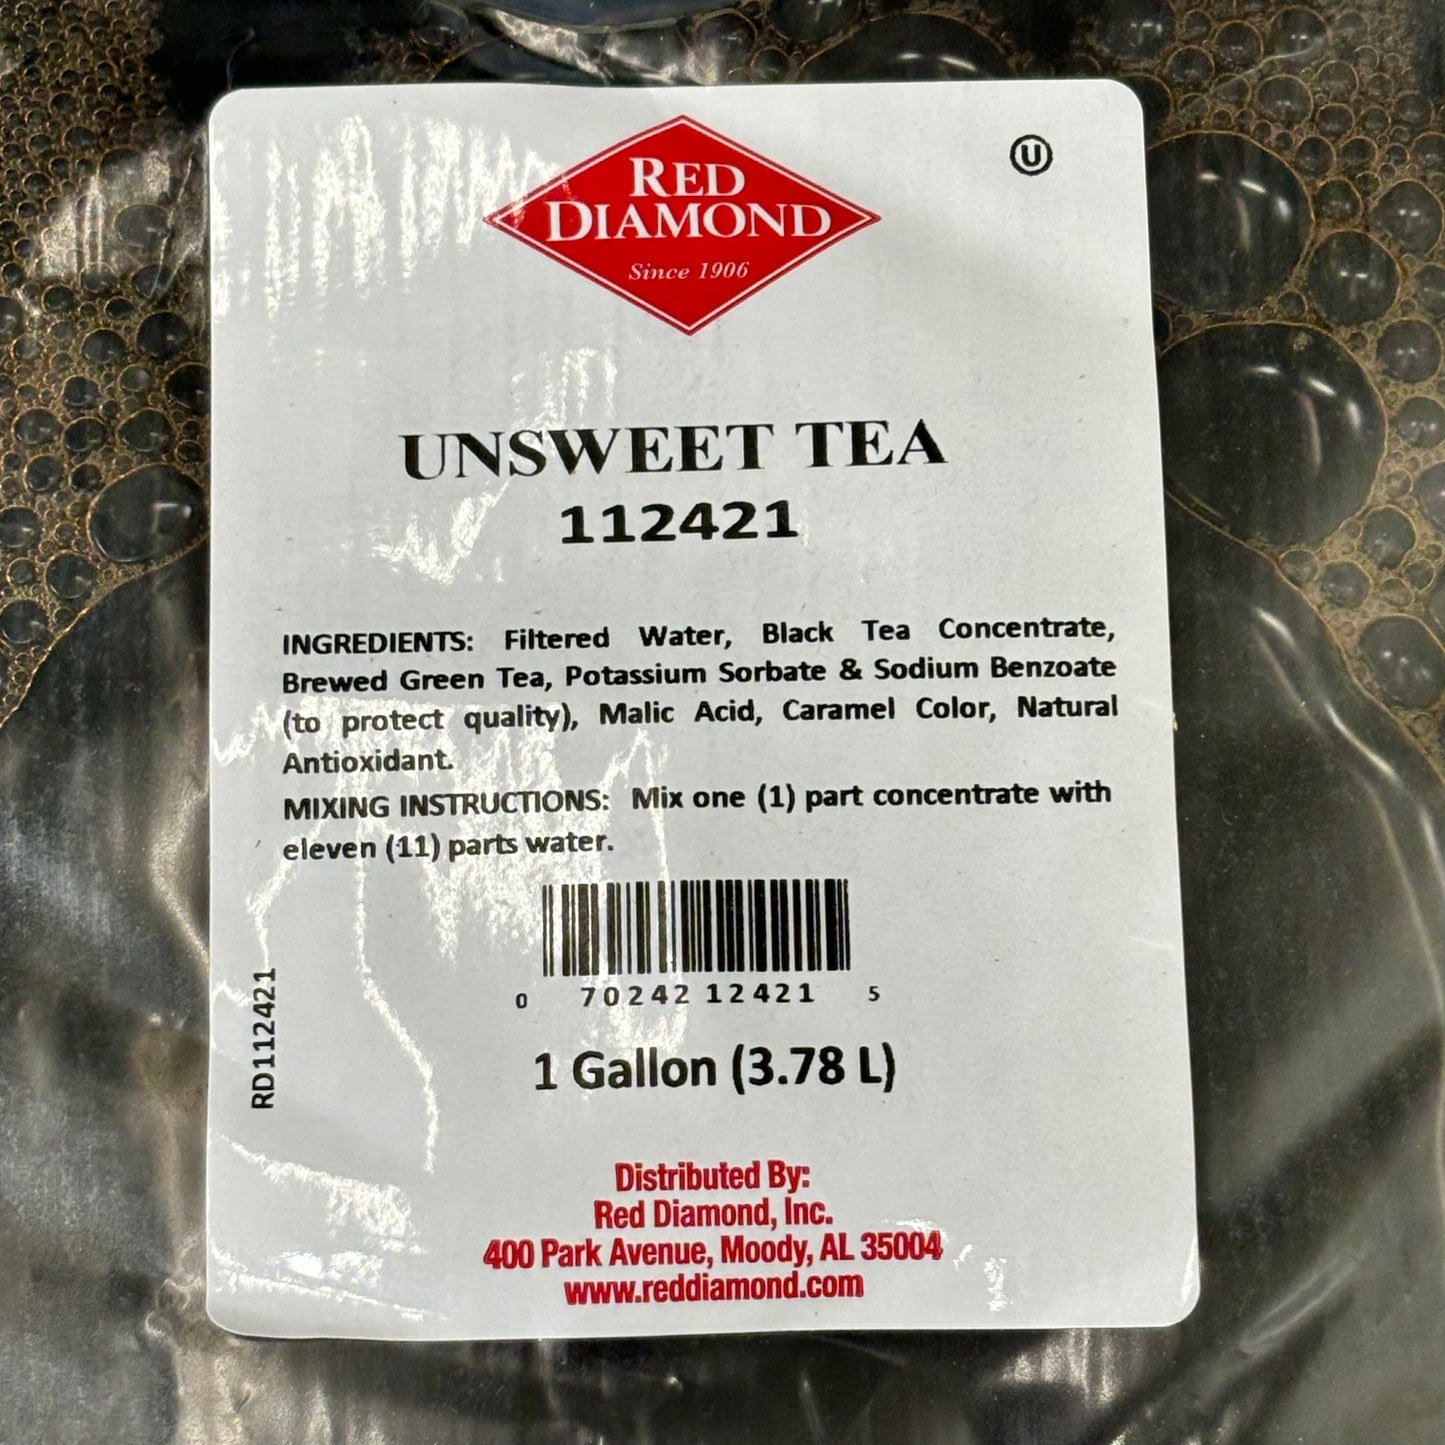 RED
DIAMOND
Since 1906
U
UNSWEET TEA
112421
INGREDIENTS: Filtered Water, Black Tea Concentrate,
Brewed Green Tea, Potassium Sorbate & Sodium Benzoate
(to protect quality), Malic Acid, Caramel Color, Natural
Antioxidant.
MIXING INSTRUCTIONS: Mix one (1) part concentrate with
eleven (11) parts water.
0 70242 12421 5
RD112421
1 Gallon (3.78 L)
Distributed By:
Red Diamond, Inc.
400 Park Avenue, Moody, AL 35004
www.reddiamond.com